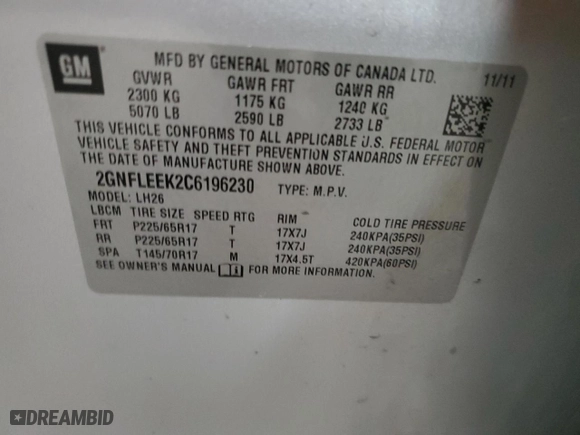 GM
MFD BY GENERAL MOTORS OF CANADA LTD.
11/11
GVWR GAWR FRT GAWR RR
2300 KG 1175 KG 1240 KG
5070 LB 2590 LB 2733 LB
THIS VEHICLE CONFORMS TO ALL APPLICABLE U.S. FEDERAL MOTOR
VEHICLE SAFETY AND THEFT PREVENTION STANDARDS IN EFFECT ON
THE DATE OF MANUFACTURE SHOWN ABOVE.
2GNFLEEK2C6196230 TYPE: M.P.V.
MODEL: LH26
LBCM TIRE SIZE SPEED RTG RIM COLD TIRE PRESSURE
FRT P225/65R17 T 17X7J 240KPA(35PSI)
RR P225/65R17 T 17X7J 240KPA(35PSI)
SPA T145/70R17 M 17X4.5T 420KPA(60PSI)
SEE OWNER'S MANUAL i FOR MORE INFORMATION.
DREAMBID